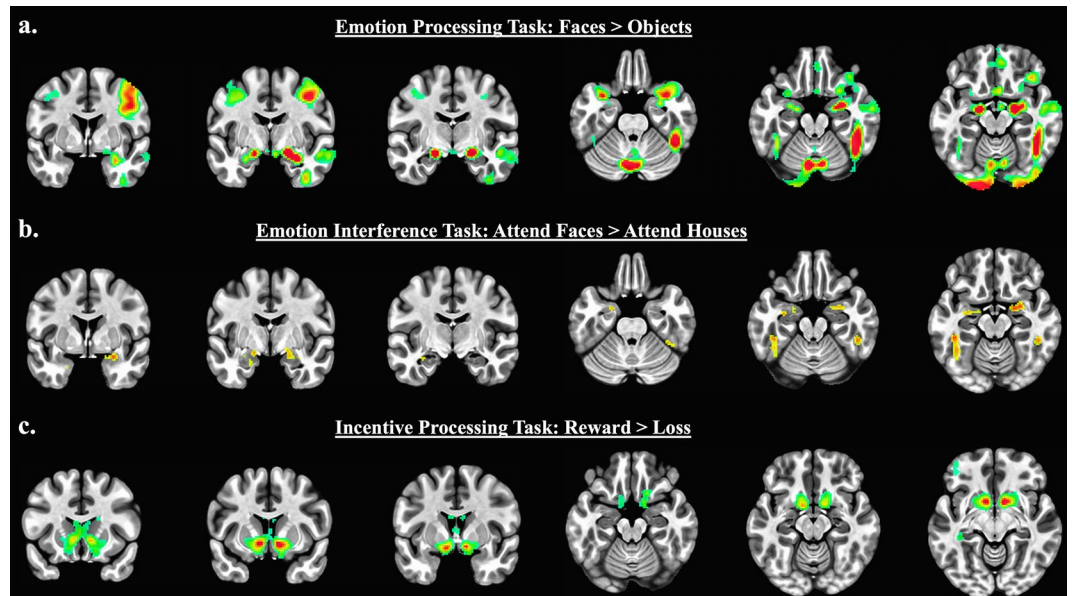 a.
Emotion Processing Task: Faces > Objects
b.
Emotion Interference Task: Attend Faces > Attend Houses
c.
Incentive Processing Task: Reward > Loss